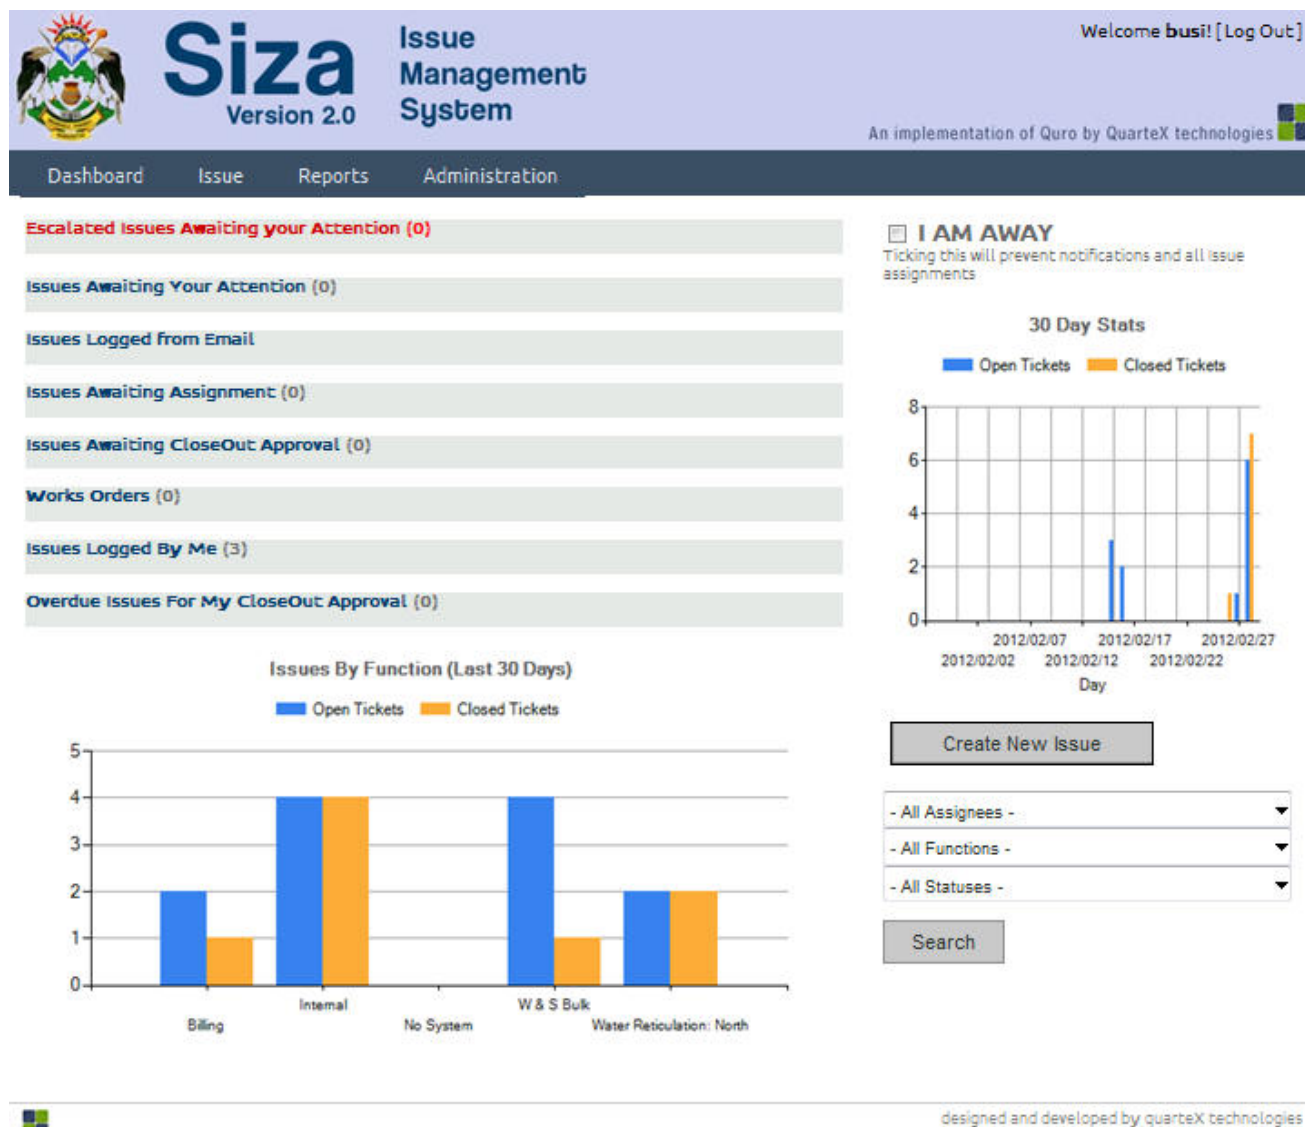 Siza
Version 2.0
Issue
Management
System
Welcome busi! [ Log Out ]
An implementation of Quro by QuarteX technologies
Dashboard Issue Reports Administration
Escalated Issues Awaiting your Attention (0)
Issues Awaiting Your Attention (0)
Issues Logged from Email
Issues Awaiting Assignment (0)
Issues Awaiting CloseOut Approval (0)
Works Orders (0)
Issues Logged By Me (3)
Overdue Issues For My CloseOut Approval (0)
Issues By Function (Last 30 Days)
Open Tickets Closed Tickets
5
4
3
2
1
0
Internal W & S Bulk
Billing No System Water Reticulation: North
I AM AWAY
Ticking this will prevent notifications and all issue
assignments
30 Day Stats
Open Tickets Closed Tickets
8
6
4
2
0
2012/02/07 2012/02/17 2012/02/27
2012/02/02 2012/02/12 2012/02/22
Day
Create New Issue
- All Assignees -
- All Functions -
- All Statuses -
Search
designed and developed by quarteX technologies